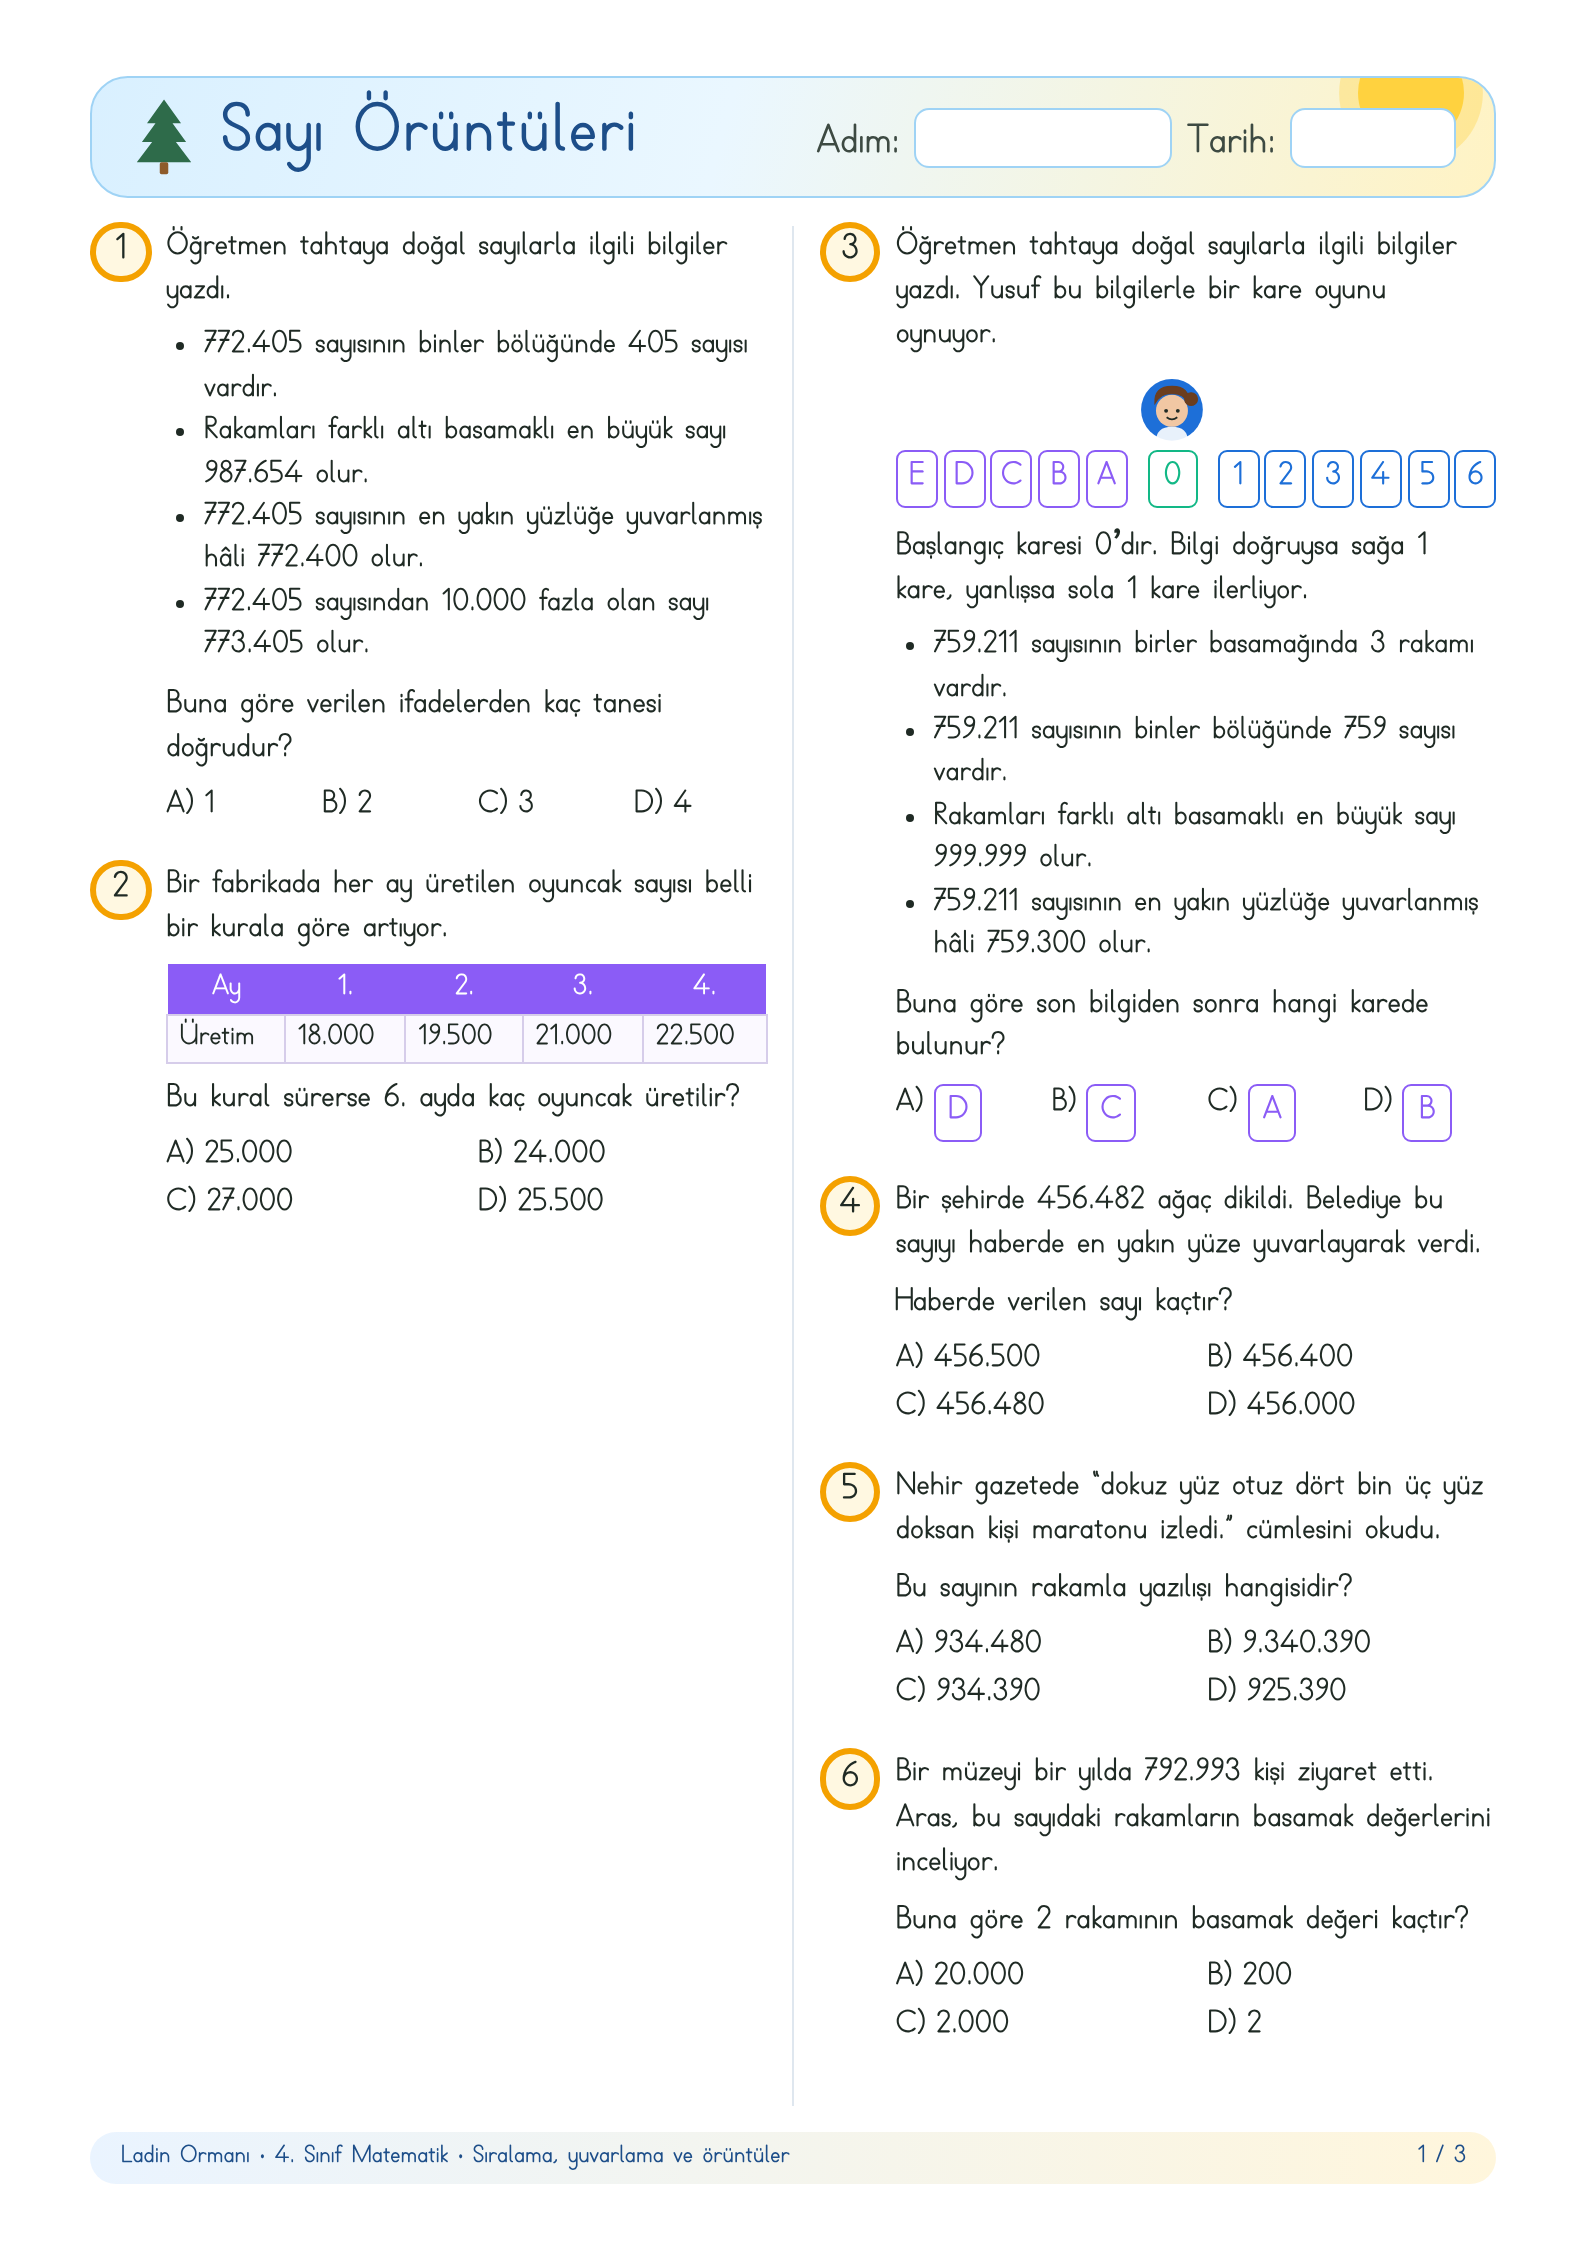 Sayı Örüntüleri
Adım:
Tarih:
1
Öğretmen tahtaya doğal sayılarla ilgili bilgiler
yazdı.
• 772.405 sayısının binler bölüğünde 405 sayısı
vardır.
• Rakamları farklı altı basamaklı en büyük sayı
987.654 olur.
• 772.405 sayısının en yakın yüzlüğe yuvarlanmış
hâli 772.400 olur.
• 772.405 sayısından 10.000 fazla olan sayı
773.405 olur.
Buna göre verilen ifadelerden kaç tanesi
doğrudur?
A) 1 B) 2 C) 3 D) 4
2
Bir fabrikada her ay üretilen oyuncak sayısı belli
bir kurala göre artıyor.
Ay 1. 2. 3. 4.
Üretim 18.000 19.500 21.000 22.500
Bu kural sürerse 6. ayda kaç oyuncak üretilir?
A) 25.000 B) 24.000
C) 27.000 D) 25.500
3
Öğretmen tahtaya doğal sayılarla ilgili bilgiler
yazdı. Yusuf bu bilgilerle bir kare oyunu
oynuyor.
E D C B A 0 1 2 3 4 5 6
Başlangıç karesi 0’dır. Bilgi doğruysa sağa 1
kare, yanlışsa sola 1 kare ilerliyor.
• 759.211 sayısının birler basamağında 3 rakamı
vardır.
• 759.211 sayısının binler bölüğünde 759 sayısı
vardır.
• Rakamları farklı altı basamaklı en büyük sayı
999.999 olur.
• 759.211 sayısının en yakın yüzlüğe yuvarlanmış
hâli 759.300 olur.
Buna göre son bilgiden sonra hangi karede
bulunur?
A) D B) C C) A D) B
4
Bir şehirde 456.482 ağaç dikildi. Belediye bu
sayıyı haberde en yakın yüze yuvarlayarak verdi.
Haberde verilen sayı kaçtır?
A) 456.500 B) 456.400
C) 456.480 D) 456.000
5
Nehir gazetede “dokuz yüz otuz dört bin üç yüz
doksan kişi maratonu izledi.” cümlesini okudu.
Bu sayının rakamla yazılışı hangisidir?
A) 934.480 B) 9.340.390
C) 934.390 D) 925.390
6
Bir müzeyi bir yılda 792.993 kişi ziyaret etti.
Aras, bu sayıdaki rakamların basamak değerlerini
inceliyor.
Buna göre 2 rakamının basamak değeri kaçtır?
A) 20.000 B) 200
C) 2.000 D) 2
Ladin Ormanı • 4. Sınıf Matematik • Sıralama, yuvarlama ve örüntüler
1 / 3